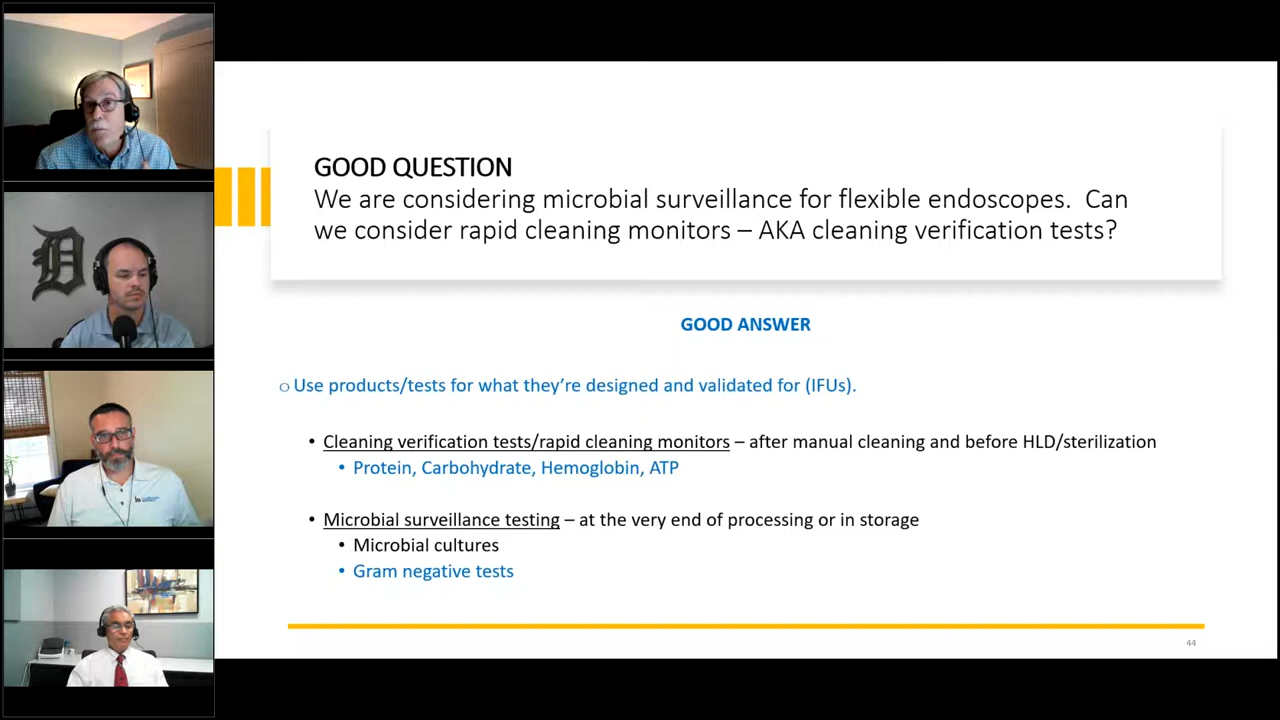 GOOD QUESTION
We are considering microbial surveillance for flexible endoscopes.  Can
we consider rapid cleaning monitors – AKA cleaning verification tests?
GOOD ANSWER
o Use products/tests for what they’re designed and validated for (IFUs).
• Cleaning verification tests/rapid cleaning monitors – after manual cleaning and before HLD/sterilization
• Protein, Carbohydrate, Hemoglobin, ATP
• Microbial surveillance testing – at the very end of processing or in storage
• Microbial cultures
• Gram negative tests
44